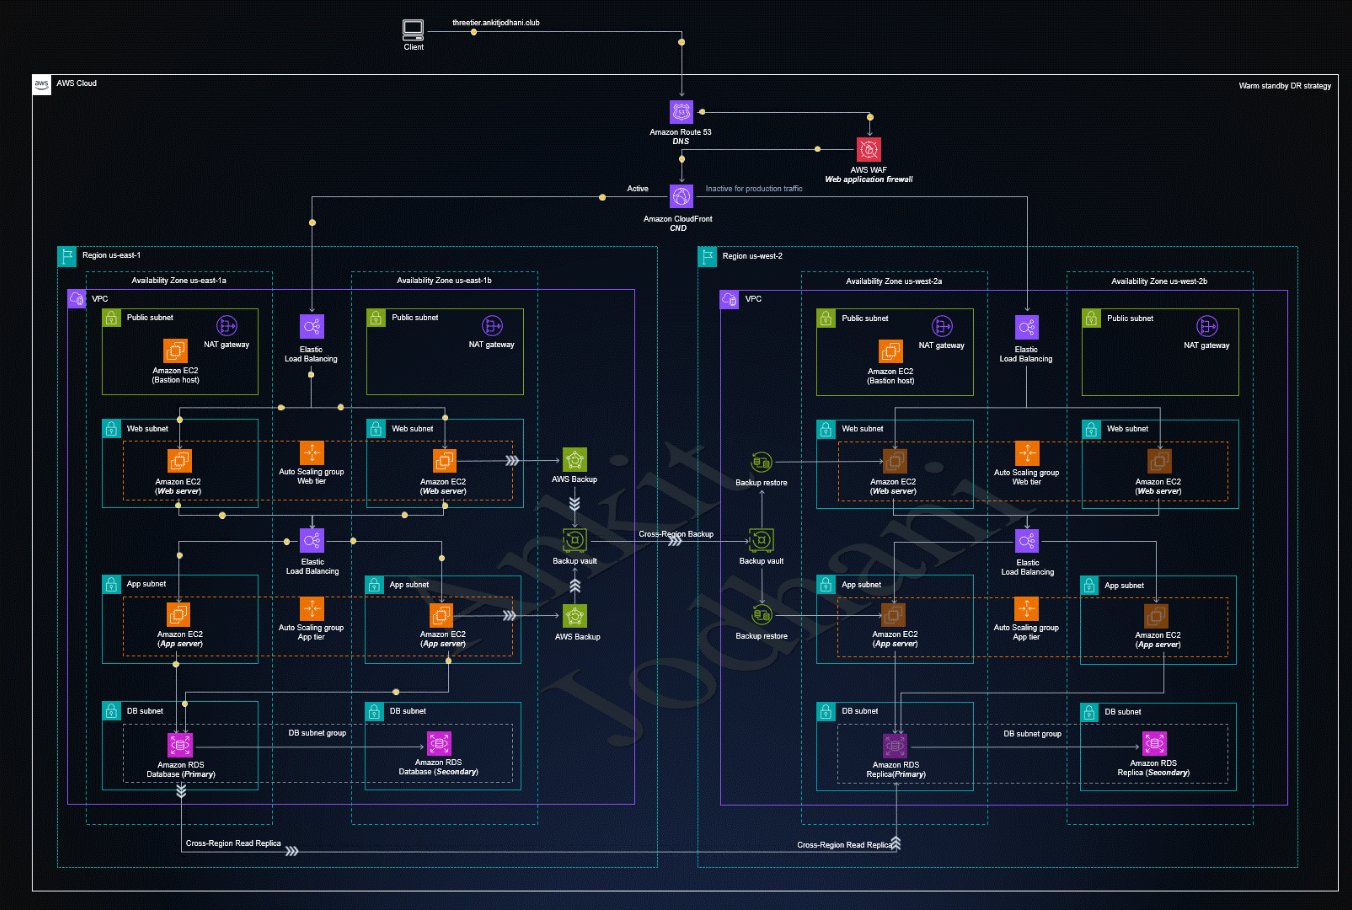 threetier.ankitjodhani.club
Client
aws
AWS Cloud
Warm standby DR strategy
53
Amazon Route 53
DNS
AWS WAF
Web application firewall
Active
Inactive for production traffic
Amazon CloudFront
CND
Region us-east-1
Availability Zone us-east-1a
Availability Zone us-east-1b
VPC
Public subnet
NAT gateway
Amazon EC2
(Bastion host)
Elastic
Load Balancing
Public subnet
NAT gateway
Web subnet
Amazon EC2
(Web server)
Auto Scaling group
Web tier
Web subnet
Amazon EC2
(Web server)
AWS Backup
Elastic
Load Balancing
Backup vault
App subnet
Amazon EC2
(App server)
Auto Scaling group
App tier
App subnet
Amazon EC2
(App server)
AWS Backup
DB subnet
Amazon RDS
Database (Primary)
DB subnet group
DB subnet
Amazon RDS
Database (Secondary)
Cross-Region Read Replica
Cross-Region Backup
Region us-west-2
Availability Zone us-west-2a
Availability Zone us-west-2b
VPC
Public subnet
NAT gateway
Amazon EC2
(Bastion host)
Elastic
Load Balancing
Public subnet
NAT gateway
Backup restore
Web subnet
Amazon EC2
(Web server)
Auto Scaling group
Web tier
Web subnet
Amazon EC2
(Web server)
Backup vault
Elastic
Load Balancing
Backup restore
App subnet
Amazon EC2
(App server)
Auto Scaling group
App tier
App subnet
Amazon EC2
(App server)
DB subnet
Amazon RDS
Replica(Primary)
DB subnet group
DB subnet
Amazon RDS
Replica (Secondary)
Cross-Region Read Replica
Ankit
Jodhani